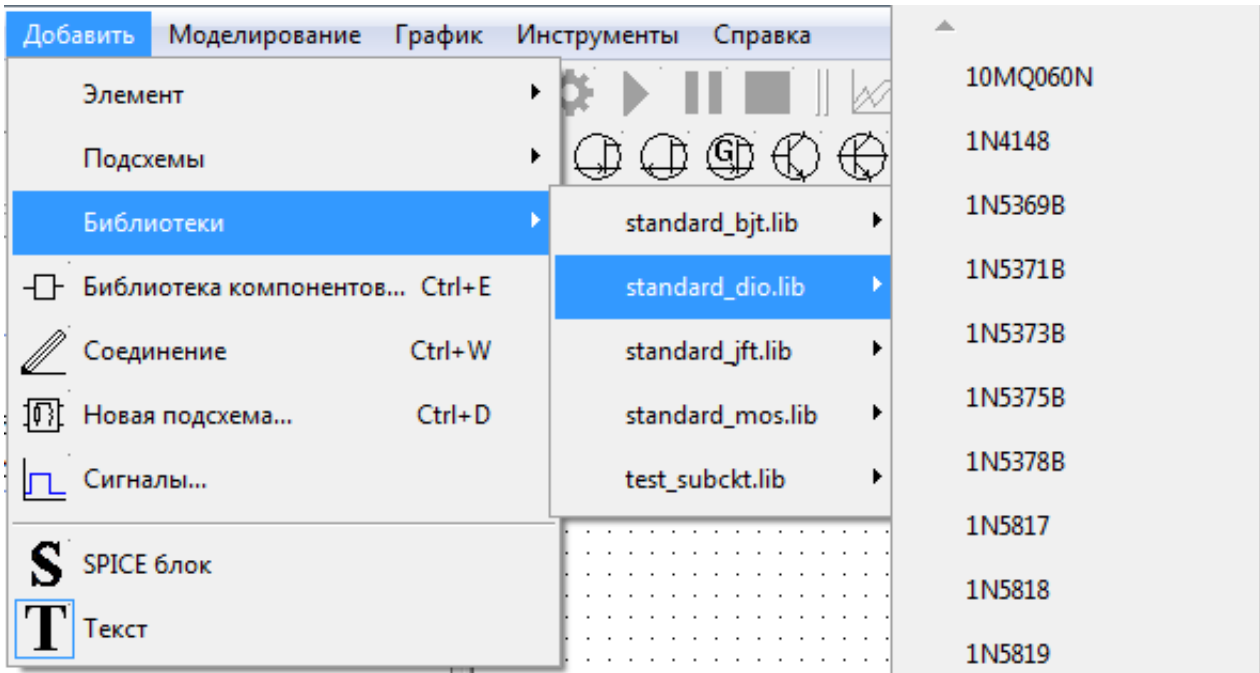 Добавить Моделирование График Инструменты Справка
Элемент
Подсхемы
Библиотеки
Библиотека компонентов... Ctrl+E
Соединение Ctrl+W
Новая подсхема... Ctrl+D
Сигналы...
S SPICE блок
T Текст
G
standard_bjt.lib
standard_dio.lib
standard_jft.lib
standard_mos.lib
test_subckt.lib
10MQ060N
1N4148
1N5369B
1N5371B
1N5373B
1N5375B
1N5378B
1N5817
1N5818
1N5819